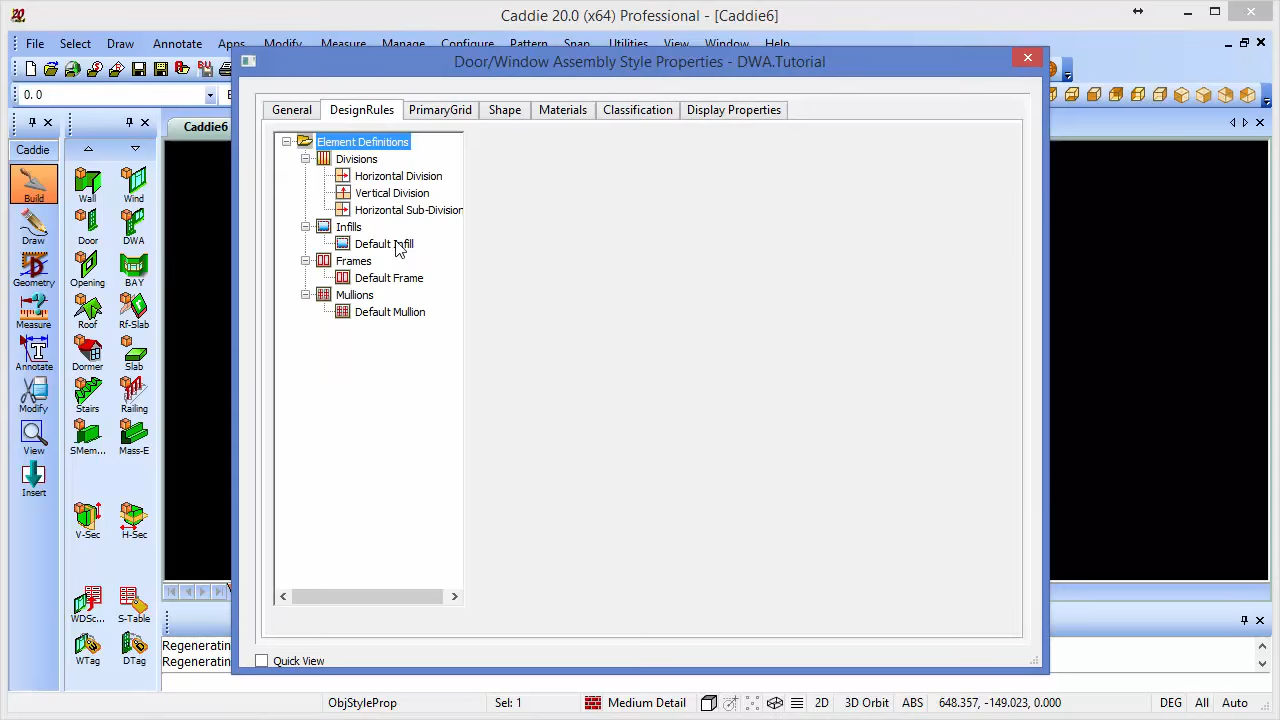 20
Caddie 20.0 (x64) Professional - [Caddie6]
File Select Draw Annotate Apps Modify Measure Manage Configure Pattern Snap Utilities View Window Help
Door/Window Assembly Style Properties - DWA.Tutorial
0. 0
General DesignRules PrimaryGrid Shape Materials Classification Display Properties
Caddie6
Caddie
Element Definitions
Divisions
Horizontal Division
Vertical Division
Horizontal Sub-Division
Infills
Default Infill
Frames
Default Frame
Mullions
Default Mullion
Build
Draw
Geometry
Measure
Annotate
Modify
View
Insert
Wall Wind
Door DWA
Opening BAY
Roof Rf-Slab
Dormer Slab
Stairs Railing
SMem... Mass-E
V-Sec H-Sec
WDSc... S-Table
WTag DTag
Regenerating
Regenerating
Quick View
ObjStyleProp Sel: 1 Medium Detail 2D 3D Orbit ABS 648.357, -149.023, 0.000 DEG All Auto